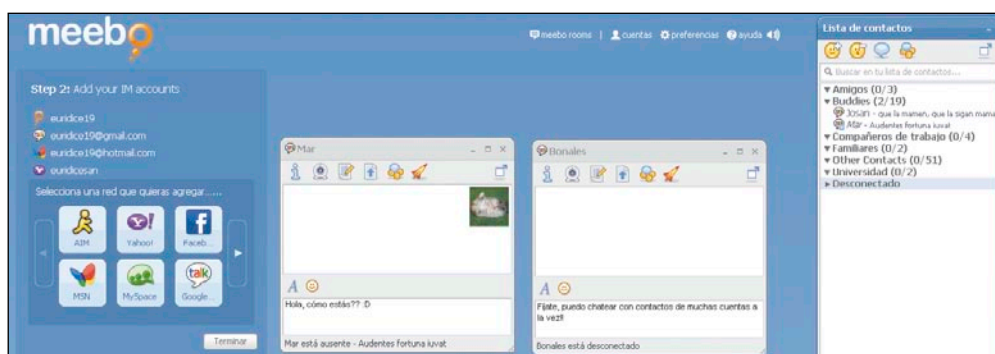 meebo
meebo rooms | cuentas preferencias ayuda
Step 2: Add your IM accounts
euridice19
euridice19@gmail.com
euridice19@hotmail.com
euridicosan
Selecciona una red que quieras agregar......
AIM
Yahoo!
Faceb...
MSN
MySpace
talk
Google...
Terminar
Mar
A
Hola, cómo estás?? :D
Mar está ausente - Audentes fortuna iuvat
Bonales
A
Fíjate, puedo chatear con contactos de muchas cuentas a
la vez!!
Bonales está desconectado
Lista de contactos
Buscar en tu lista de contactos...
Amigos (0/3)
Buddies (2/19)
Josan - que la mamen, que la sigan mama
Mar - Audentes fortuna iuvat
Compañeros de trabajo (0/4)
Familiares (0/2)
Other Contacts (0/51)
Universidad (0/2)
Desconectado